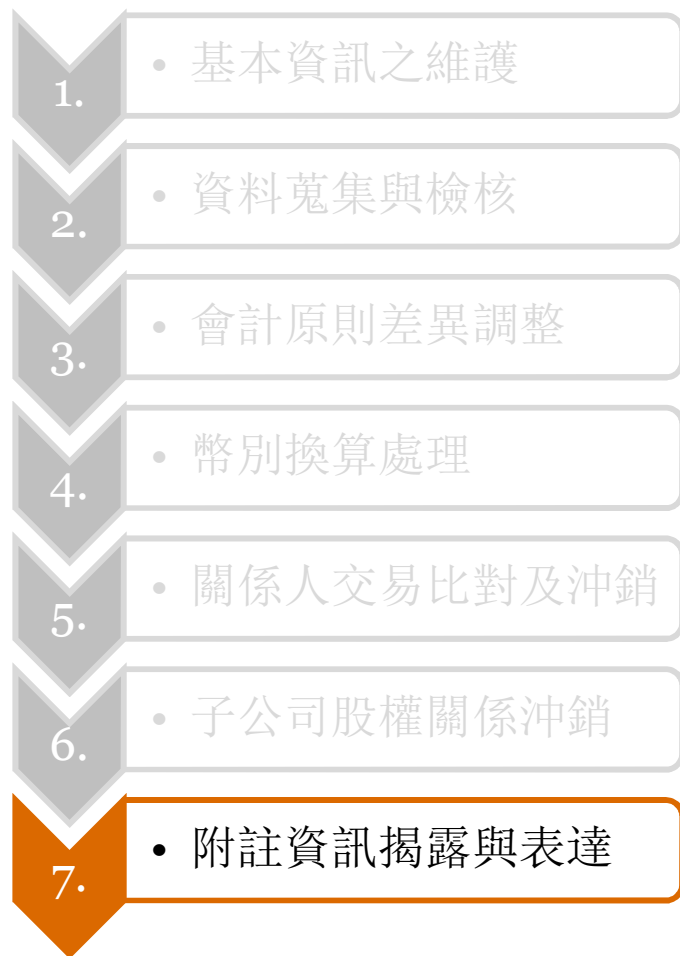 1. • 基本資訊之維護
2. • 資料蒐集與檢核
3. • 會計原則差異調整
4. • 幣別換算處理
5. • 關係人交易比對及沖銷
6. • 子公司股權關係沖銷
7. • 附註資訊揭露與表達